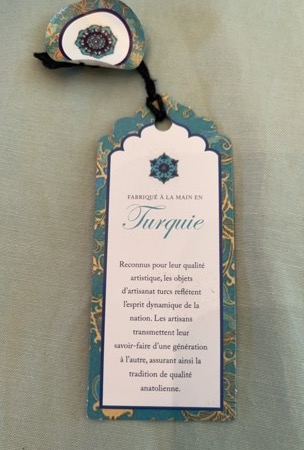 FABRIQUÉ À LA MAIN EN
Turquie
Reconnus pour leur qualité
artistique, les objets
d'artisanat turcs reflètent
l'esprit dynamique de la
nation. Les artisans
transmettent leur
savoir-faire d'une génération
à l'autre, assurant ainsi la
tradition de qualité
anatolienne.